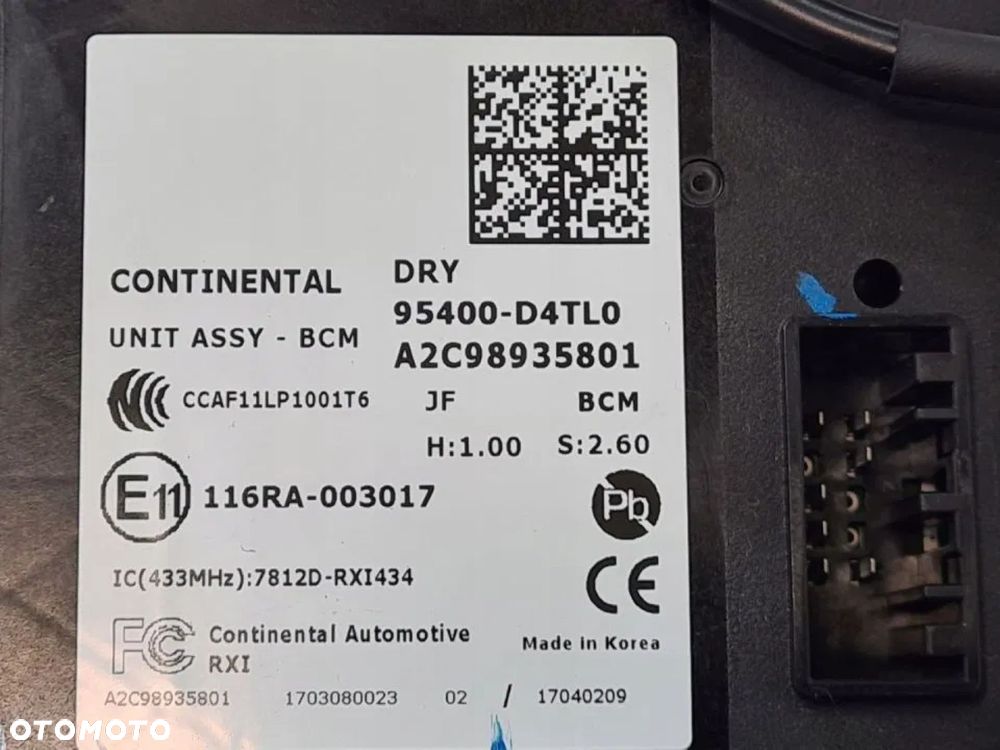 CONTINENTAL
UNIT ASSY - BCM
DRY
95400-D4TL0
A2C98935801
CCAF11LP1001T6
JF BCM
H:1.00 S:2.60
E11 116RA-003017
Pb
IC(433MHz):7812D-RXI434
CE
FC Continental Automotive
RXI
Made in Korea
A2C98935801 1703080023 02 / 17040209
OTOMOTO